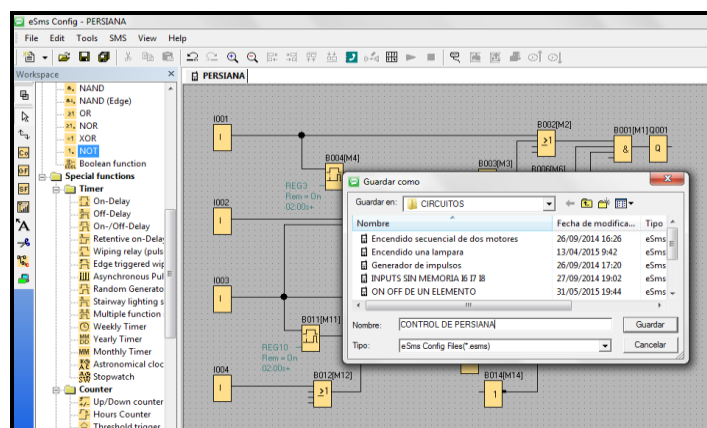 eSms Config - PERSIANA
File Edit Tools SMS View Help
Workspace
PERSIANA
NAND
NAND (Edge)
OR
NOR
XOR
NOT
Boolean function
Special functions
Timer
On-Delay
Off-Delay
On-/Off-Delay
Retentive on-Delay
Wiping relay (puls
Edge triggered wip
Asynchronous Pul
Random Generato
Stairway lighting s
Multiple function
Weekly Timer
Yearly Timer
Monthly Timer
Astronomical cloc
Stopwatch
Counter
Up/Down counter
Hours Counter
Threshold trigger
I001
I
B004[M4]
REG3
Rem = On
02:00s+
I002
I
I003
I
B011[M11]
REG10
Rem = On
02:00s+
I004
I
B012[M12]
≥1
B002[M2]
≥1
B001[M1]
&
Q001
Q
B003[M3]
B006[M6]
B014[M14]
1
Guardar como
Guardar en: CIRCUITOS
Nombre Fecha de modifica... Tipo
Encendido secuencial de dos motores 26/09/2014 16:26 eSms
Encendido una lampara 13/04/2015 9:42 eSms
Generador de impulsos 26/09/2014 17:20 eSms
INPUTS SIN MEMORIA I6 I7 I8 27/09/2014 19:02 eSms
ON OFF DE UN ELEMENTO 31/05/2015 19:44 eSms
Nombre: CONTROL DE PERSIANA Guardar
Tipo: eSms Config Files(*.esms) Cancelar